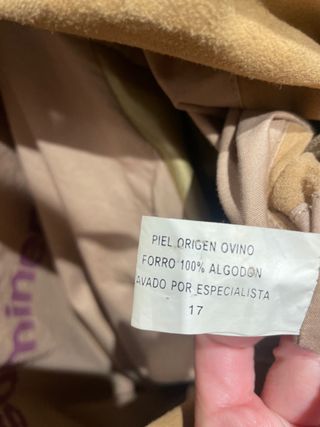 PIEL ORIGEN OVINO
FORRO 100% ALGODON
AVADO POR ESPECIALISTA
17